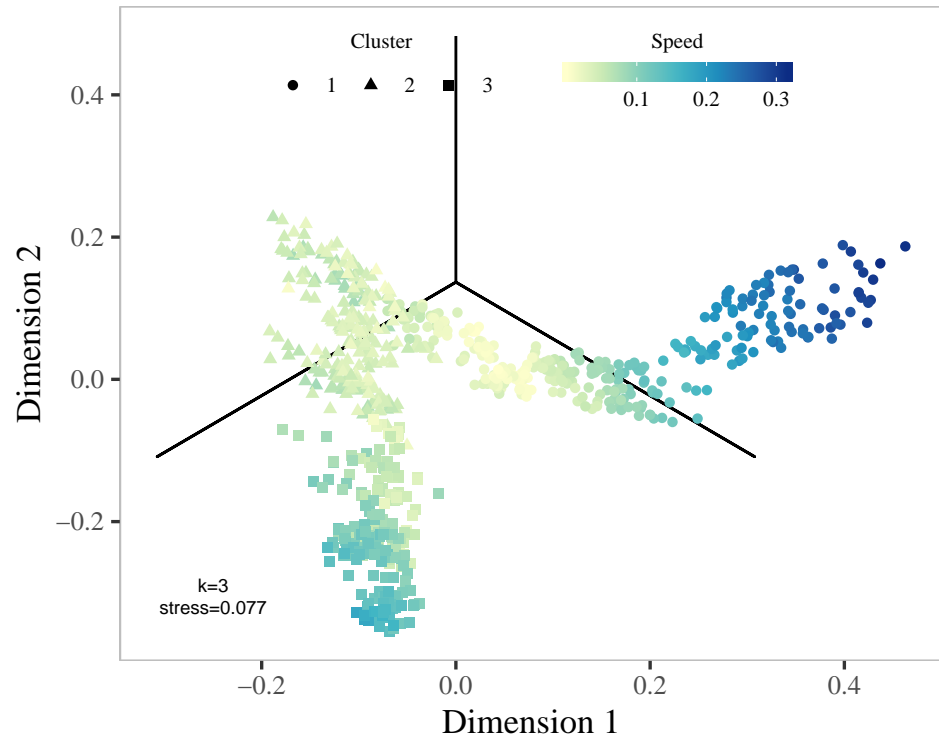 Cluster
1 2 3
Speed
0.1 0.2 0.3
0.4
0.2
0.0
−0.2
Dimension 2
k=3
stress=0.077
−0.2 0.0 0.2 0.4
Dimension 1